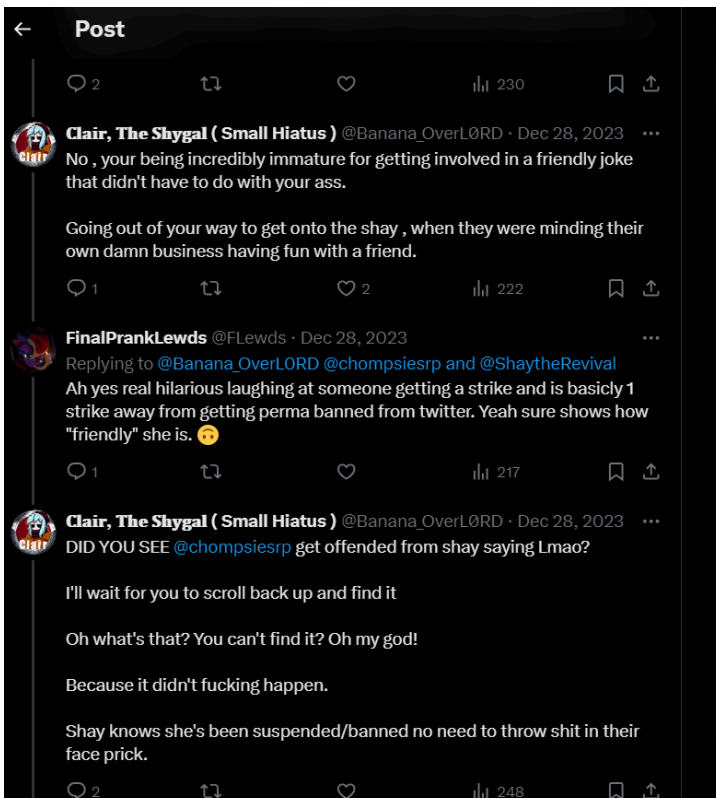 Post
2 230
Clair, The Shygal ( Small Hiatus ) @Banana_OverL0RD · Dec 28, 2023
No , your being incredibly immature for getting involved in a friendly joke
that didn't have to do with your ass.
Going out of your way to get onto the shay , when they were minding their
own damn business having fun with a friend.
Clair
1 2 222
FinalPrankLewds @FLewds · Dec 28, 2023
Replying to @Banana_OverL0RD @chompsiesrp and @ShaytheRevival
Ah yes real hilarious laughing at someone getting a strike and is basicly 1
strike away from getting perma banned from twitter. Yeah sure shows how
"friendly" she is. 🙃
1 217
Clair, The Shygal ( Small Hiatus ) @Banana_OverL0RD · Dec 28, 2023
DID YOU SEE @chompsiesrp get offended from shay saying Lmao?
Clair
I'll wait for you to scroll back up and find it
Oh what's that? You can't find it? Oh my god!
Because it didn't fucking happen.
Shay knows she's been suspended/banned no need to throw shit in their
face prick.
2 248